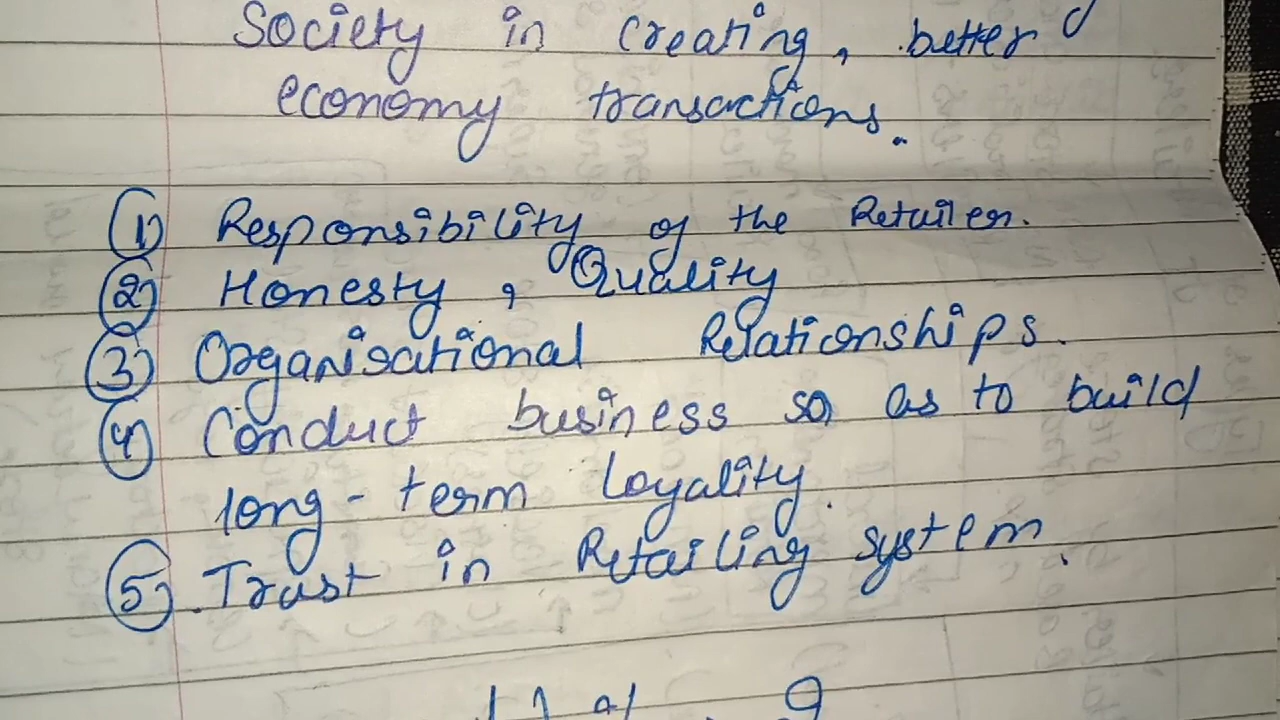 Society in creating, better
economy transactions.
① Responsibility of the Retailer.
② Honesty, Quality
③ Organisational Relationships.
④ Conduct business so as to build
long-term Loyality.
⑤ Trust in Retailing system.